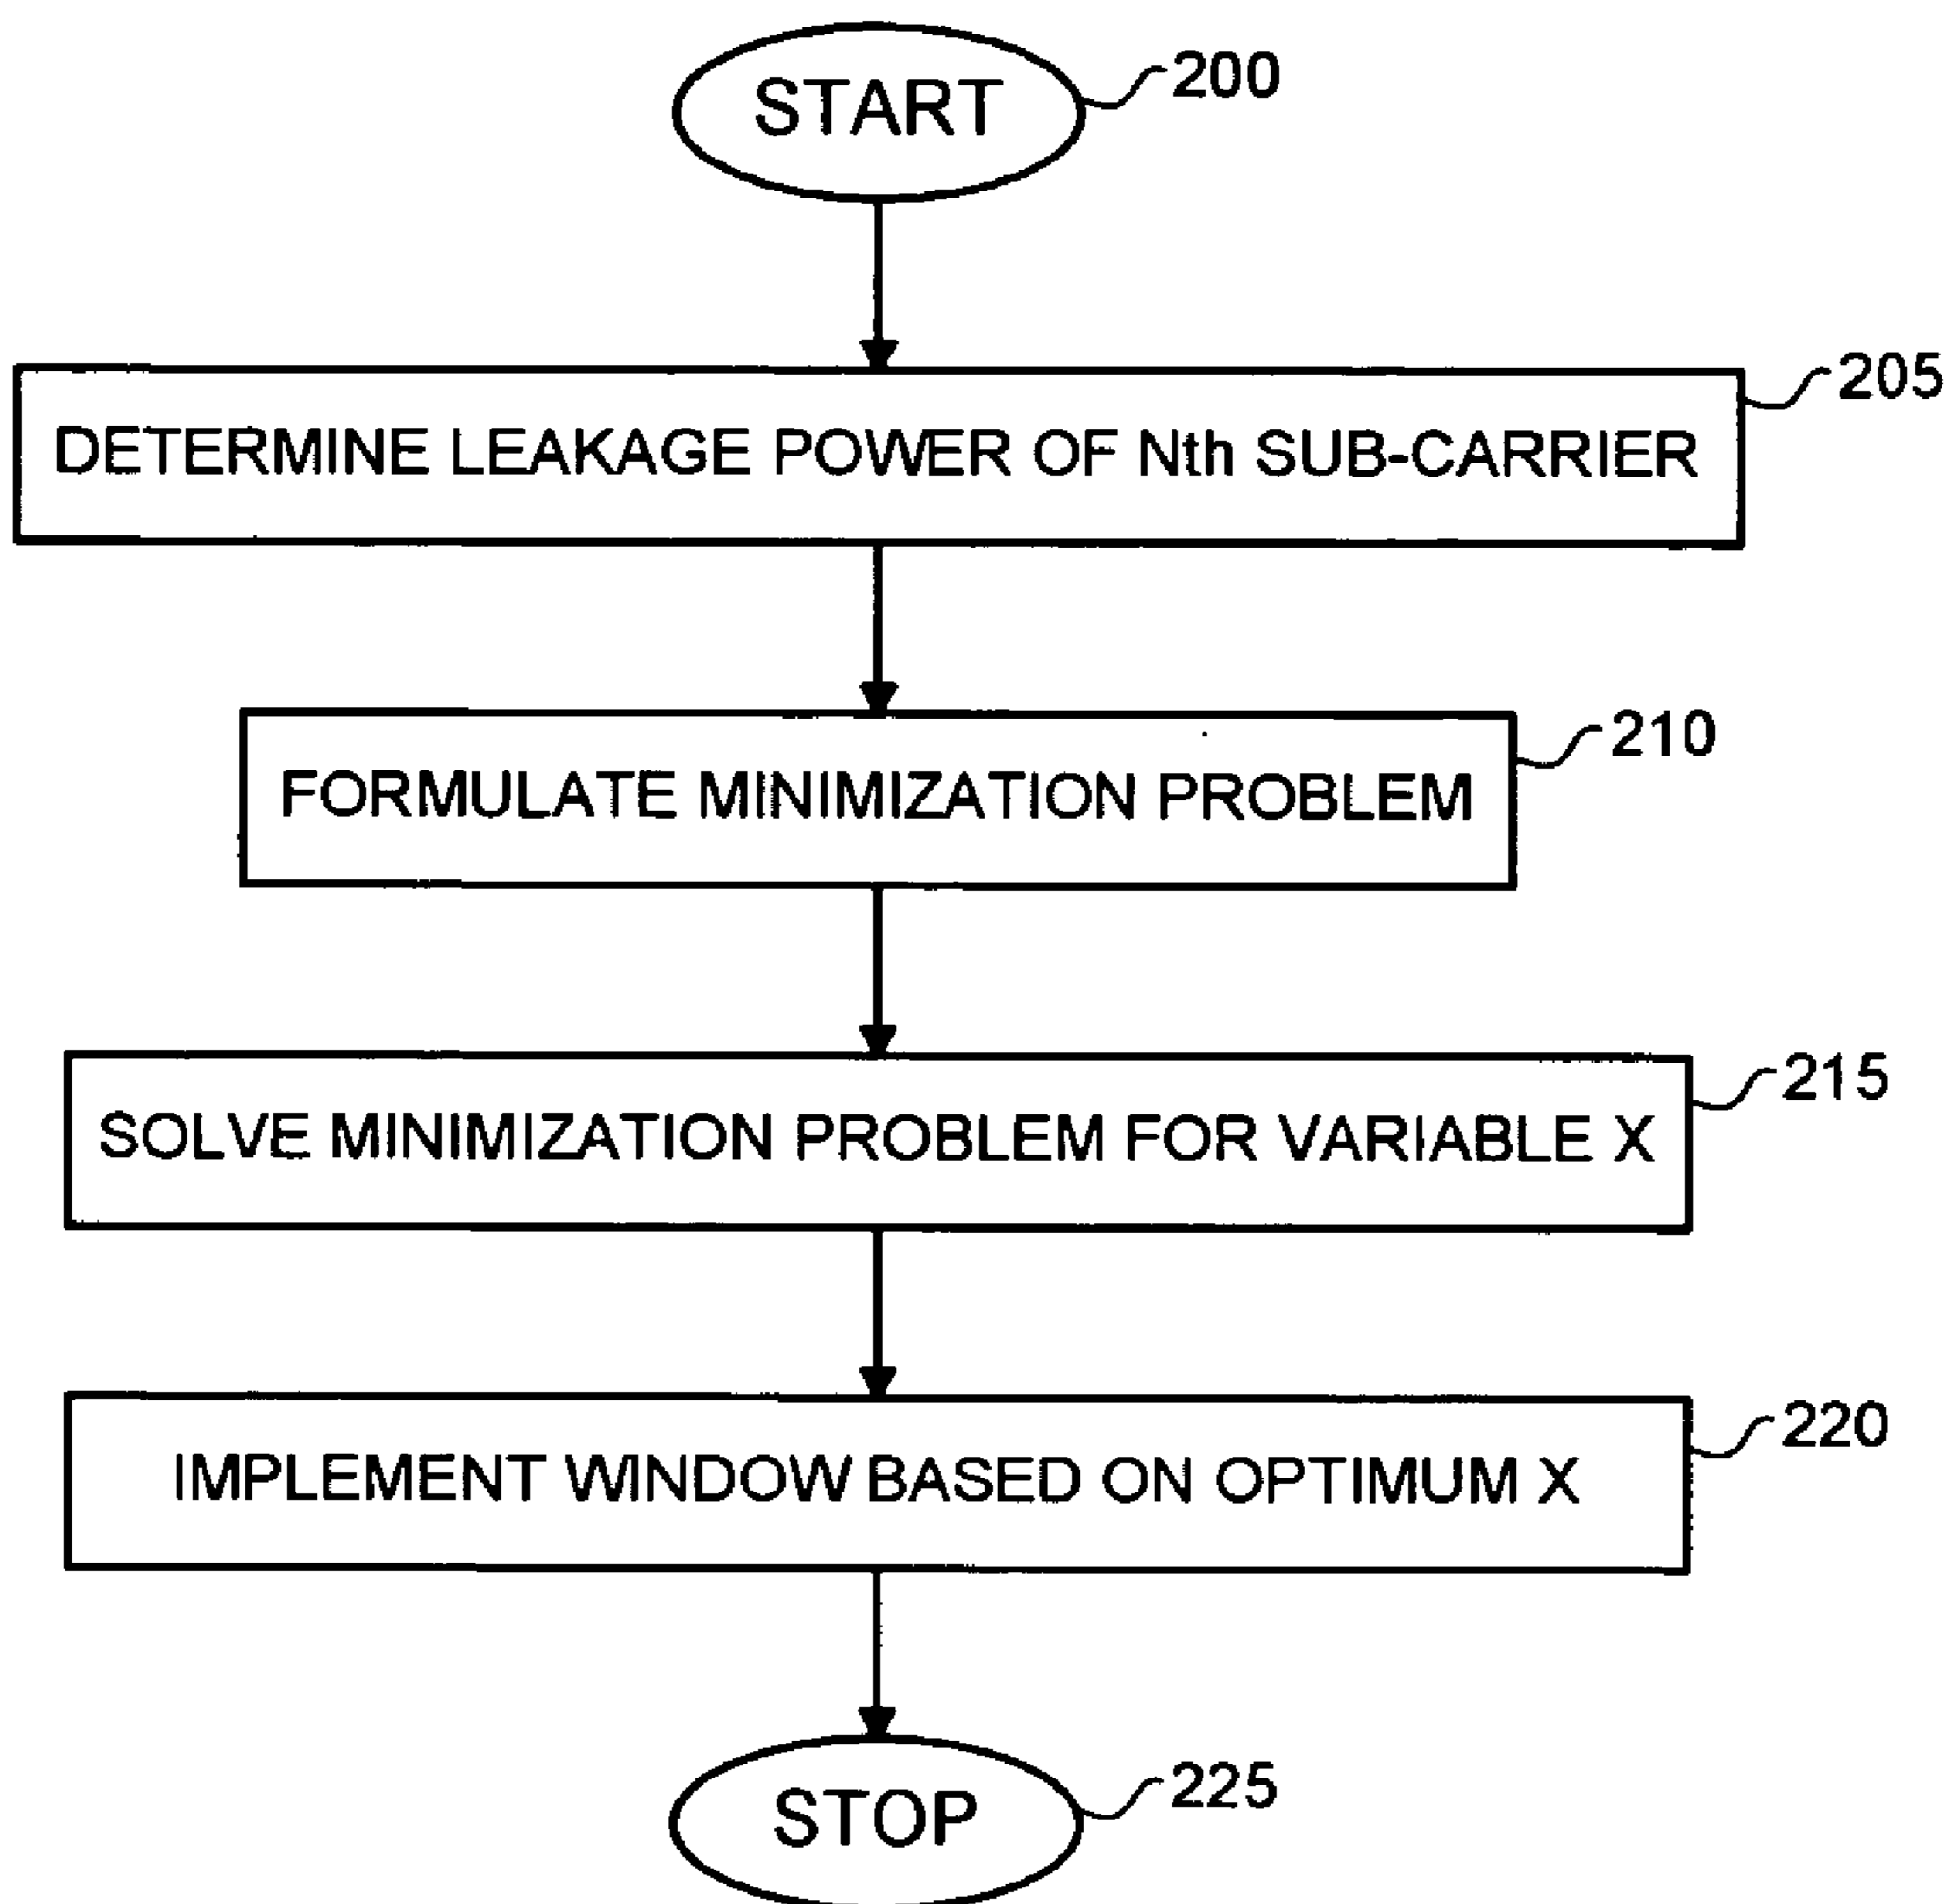 START
200
205
DETERMINE LEAKAGE POWER OF Nth SUB-CARRIER
210
FORMULATE MINIMIZATION PROBLEM
215
SOLVE MINIMIZATION PROBLEM FOR VARIABLE X
220
IMPLEMENT WINDOW BASED ON OPTIMUM X
225
STOP